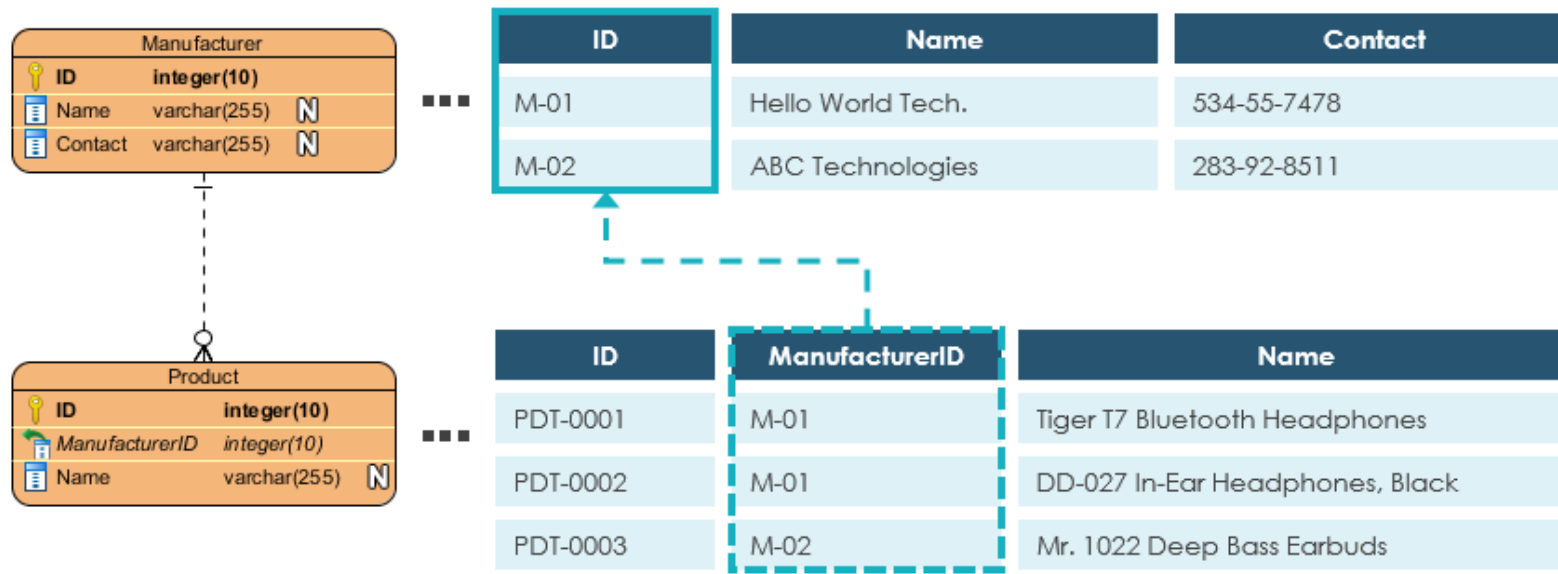 Manufacturer
ID integer(10)
Name varchar(255) N
Contact varchar(255) N
ID Name Contact
M-01 Hello World Tech. 534-55-7478
M-02 ABC Technologies 283-92-8511
Product
ID integer(10)
ManufacturerID integer(10)
Name varchar(255) N
ID ManufacturerID Name
PDT-0001 M-01 Tiger T7 Bluetooth Headphones
PDT-0002 M-01 DD-027 In-Ear Headphones, Black
PDT-0003 M-02 Mr. 1022 Deep Bass Earbuds